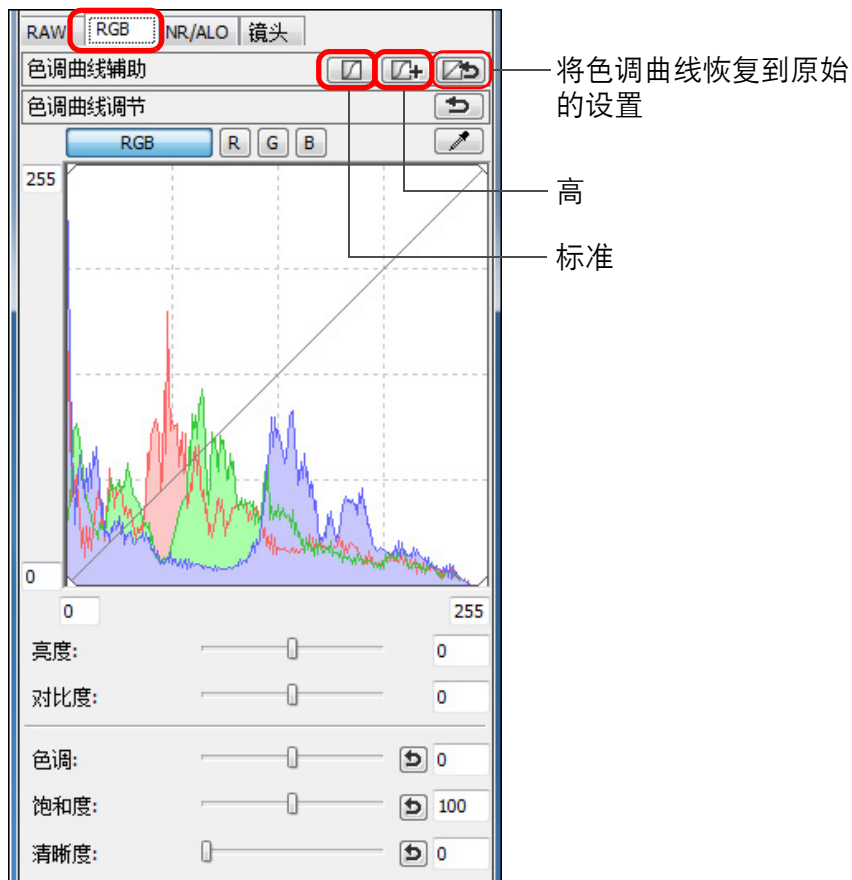 RAW RGB NR/ALO 镜头
色调曲线辅助
将色调曲线恢复到原始
的设置
色调曲线调节
RGB R G B
255
高
标准
0
0 255
亮度: 0
对比度: 0
色调: 0
饱和度: 100
清晰度: 0